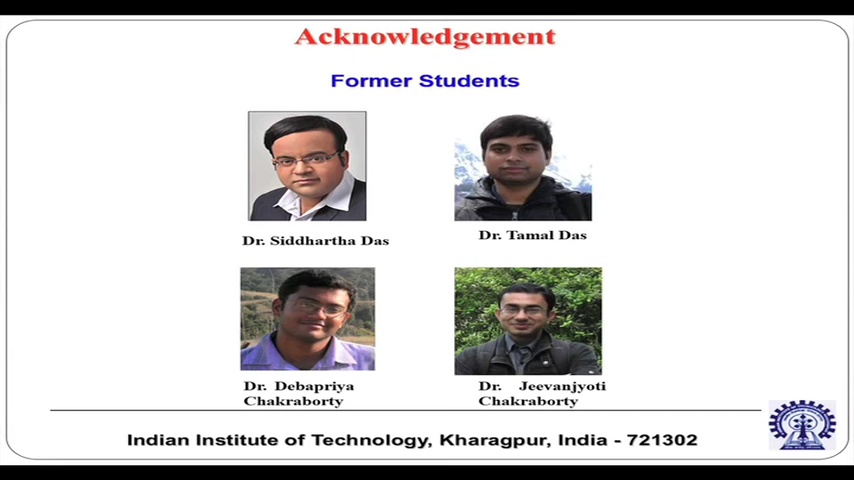 Acknowledgement
Former Students
Dr. Siddhartha Das
Dr. Tamal Das
Dr. Debapriya
Chakraborty
Dr. Jeevanjyoti
Chakraborty
Indian Institute of Technology, Kharagpur, India - 721302